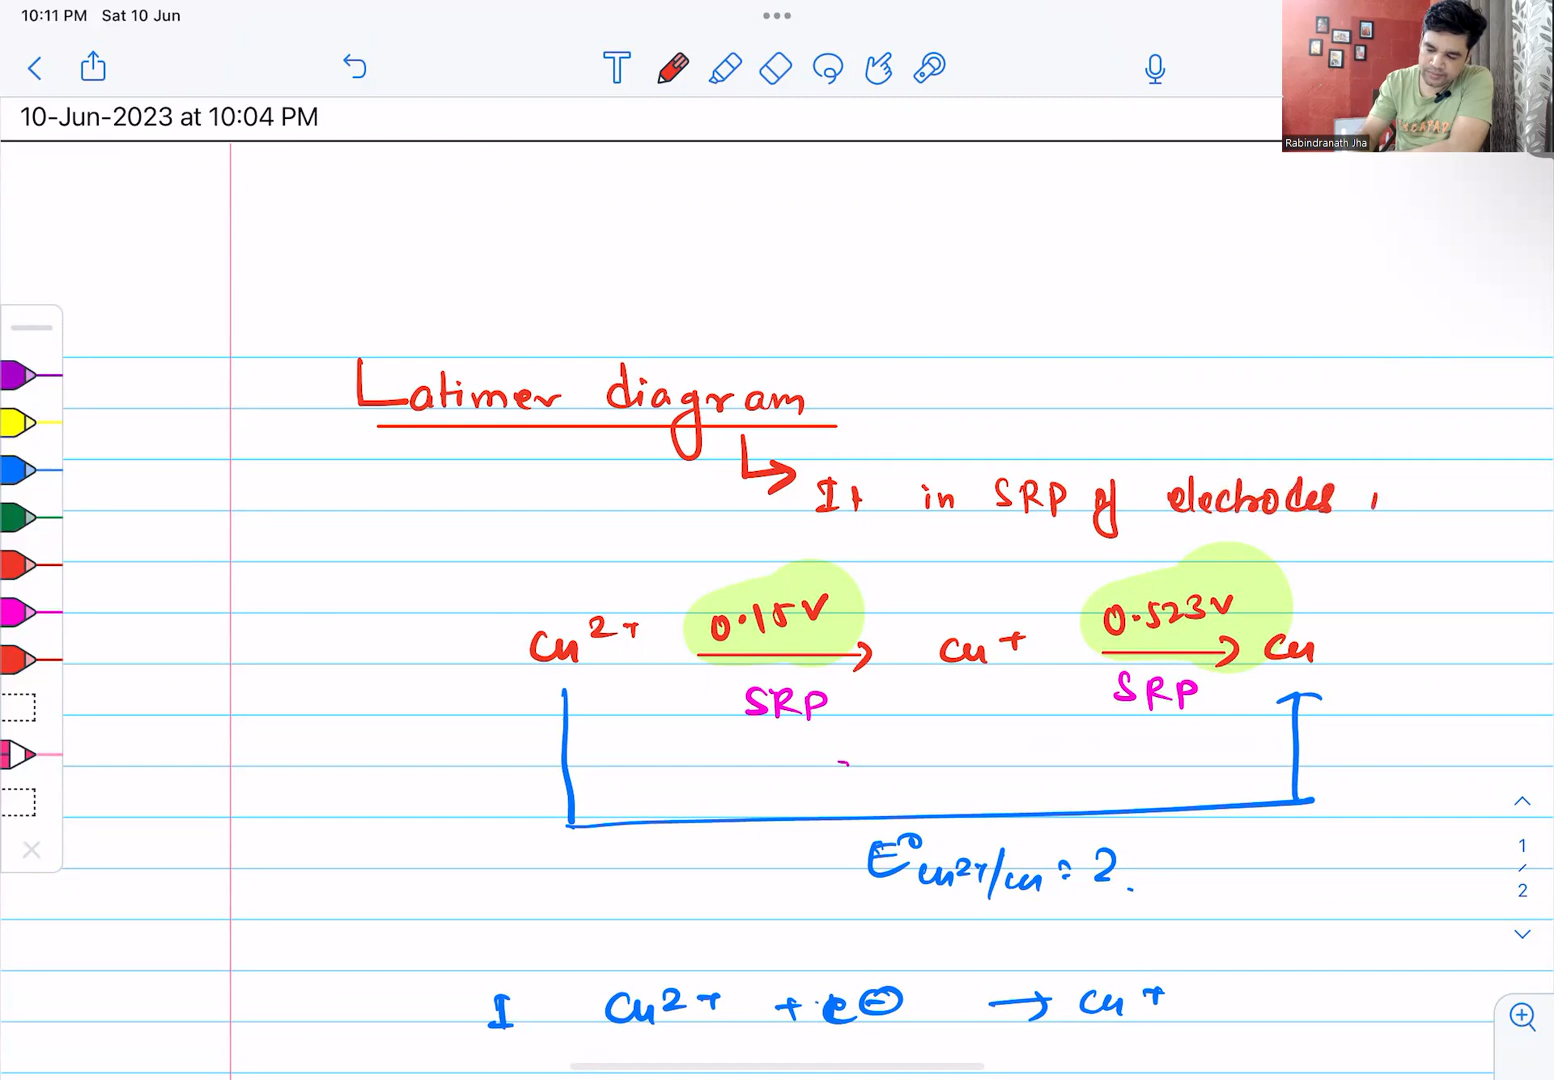 10:11 PM Sat 10 Jun
10-Jun-2023 at 10:04 PM
Rabindranath Jha
Latimer diagram
It in SRP of electrodes,
Cu²⁺ 0.15V → Cu⁺ 0.523V → Cu
SRP SRP
E°Cu²⁺/Cu = ?
1
/
2
I Cu²⁺ + e⊖ → Cu⁺